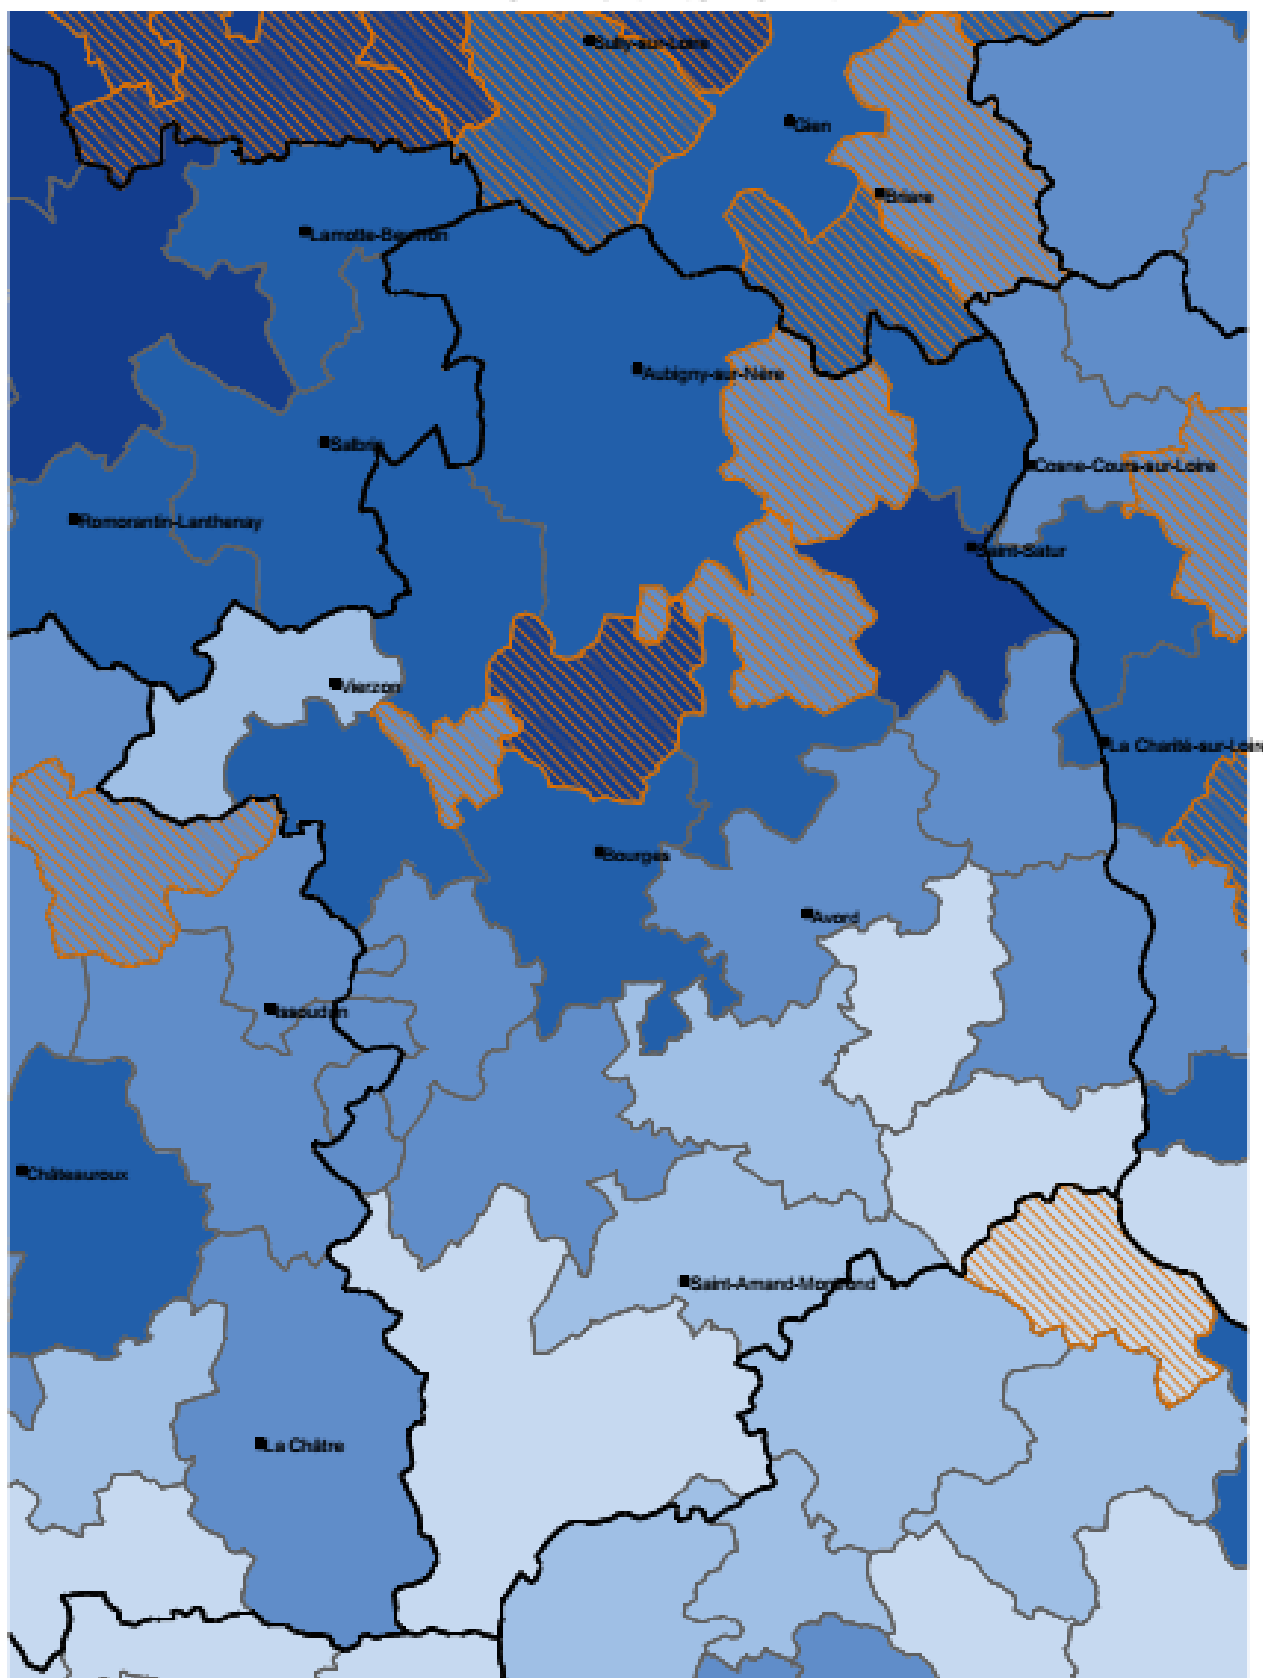 Sully-sur-Loire
Gien
Briare
Lamotte-Beuvron
Aubigny-sur-Nère
Salbris
Cosne-Cours-sur-Loire
Romorantin-Lanthenay
Saint-Satur
Vierzon
La Charité-sur-Loire
Bourges
Avord
Issoudun
Châteauroux
Saint-Amand-Montrond
La Châtre